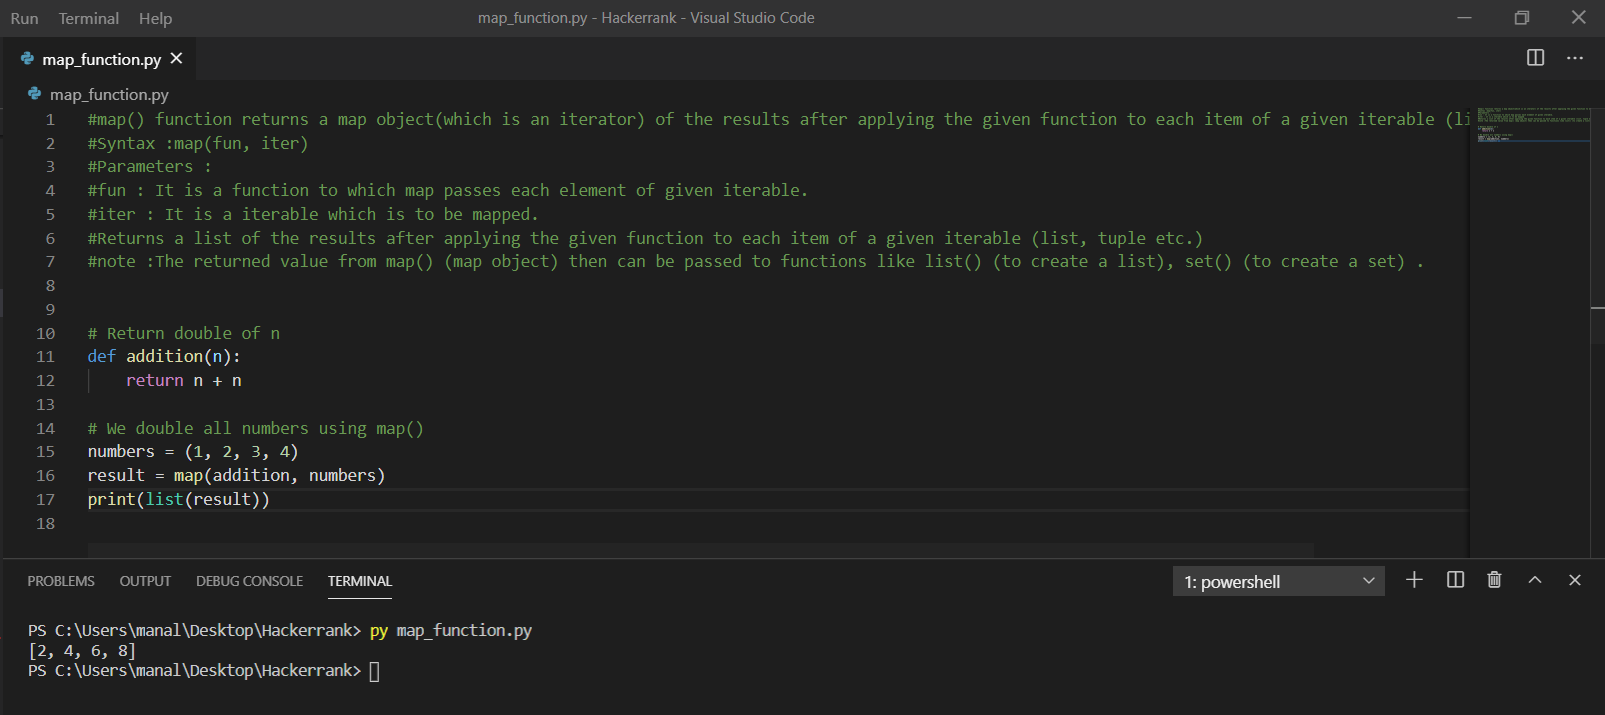 Run Terminal Help map_function.py - Hackerrank - Visual Studio Code
map_function.py
map_function.py
1 #map() function returns a map object(which is an iterator) of the results after applying the given function to each item of a given iterable (li
2 #Syntax :map(fun, iter)
3 #Parameters :
4 #fun : It is a function to which map passes each element of given iterable.
5 #iter : It is a iterable which is to be mapped.
6 #Returns a list of the results after applying the given function to each item of a given iterable (list, tuple etc.)
7 #note :The returned value from map() (map object) then can be passed to functions like list() (to create a list), set() (to create a set) .
8
9
10 # Return double of n
11 def addition(n):
12     return n + n
13
14 # We double all numbers using map()
15 numbers = (1, 2, 3, 4)
16 result = map(addition, numbers)
17 print(list(result))
18
PROBLEMS OUTPUT DEBUG CONSOLE TERMINAL 1: powershell
PS C:\Users\manal\Desktop\Hackerrank> py map_function.py
[2, 4, 6, 8]
PS C:\Users\manal\Desktop\Hackerrank>